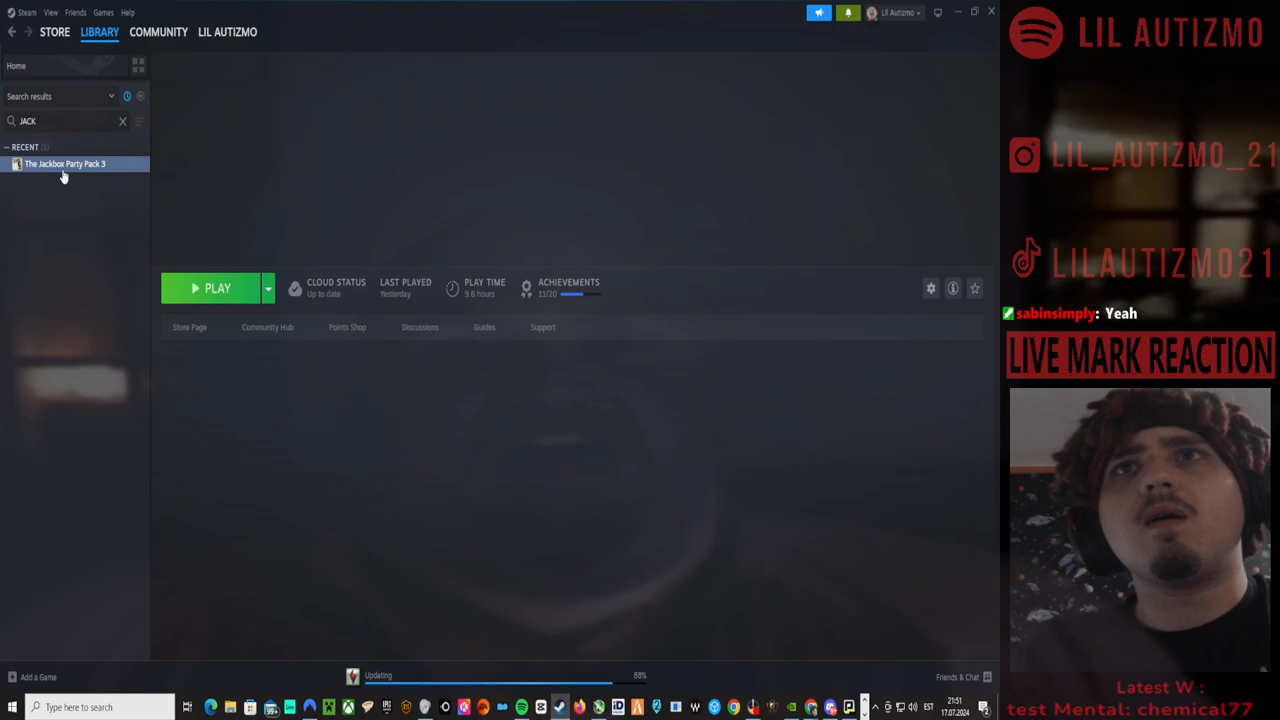 Steam View Friends Games Help
Lil Autizmo
STORE LIBRARY COMMUNITY LIL AUTIZMO
Home
Search results
JACK
RECENT (1)
The Jackbox Party Pack 3
PLAY
CLOUD STATUS
Up to date
LAST PLAYED
Yesterday
PLAY TIME
9.6 hours
ACHIEVEMENTS
11/20
Store Page Community Hub Points Shop Discussions Guides Support
Add a Game
Updating 88%
Friends & Chat
Type here to search
99+
EST
21:51
17.07.2024
2
LIL AUTIZMO
LIL_AUTIZMO_21
LILAUTIZMO21
sabinsimply: Yeah
LIVE MARK REACTION
Latest W :
test Mental: chemical77